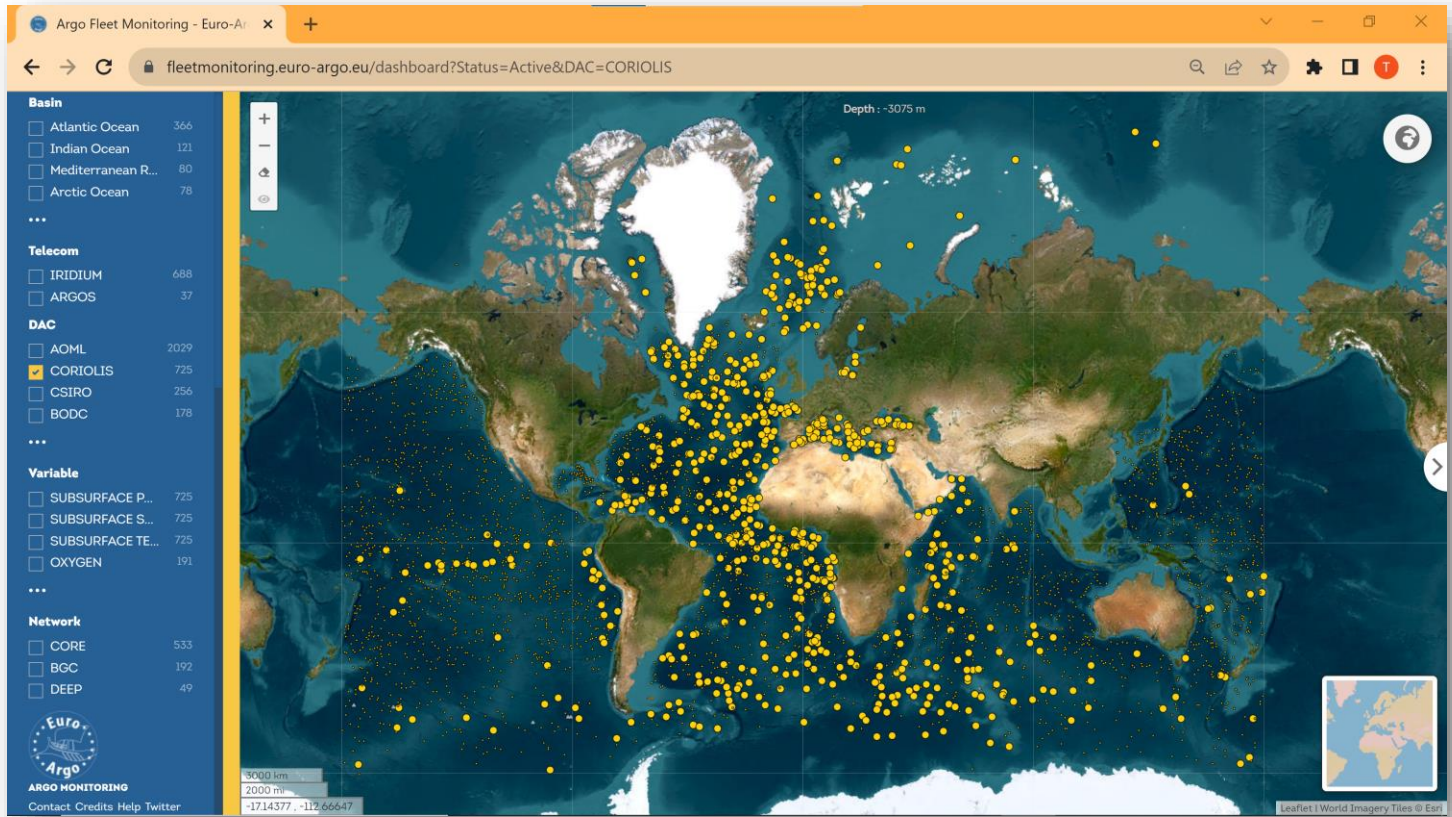 Argo Fleet Monitoring - Euro-Ar
fleetmonitoring.euro-argo.eu/dashboard?Status=Active&DAC=CORIOLIS
T
Basin
Atlantic Ocean 366
Indian Ocean 121
Mediterranean R... 80
Arctic Ocean 78
•••
Telecom
IRIDIUM 688
ARGOS 37
DAC
AOML 2029
CORIOLIS 725
CSIRO 256
BODC 178
•••
Variable
SUBSURFACE P... 725
SUBSURFACE S... 725
SUBSURFACE TE... 725
OXYGEN 191
•••
Network
CORE 533
BGC 192
DEEP 49
Euro
Argo
ARGO MONITORING
Contact Credits Help Twitter
Depth : -3075 m
3000 km
2000 mi
-17.14377 , -112.66647
Leaflet | World Imagery Tiles © Esri